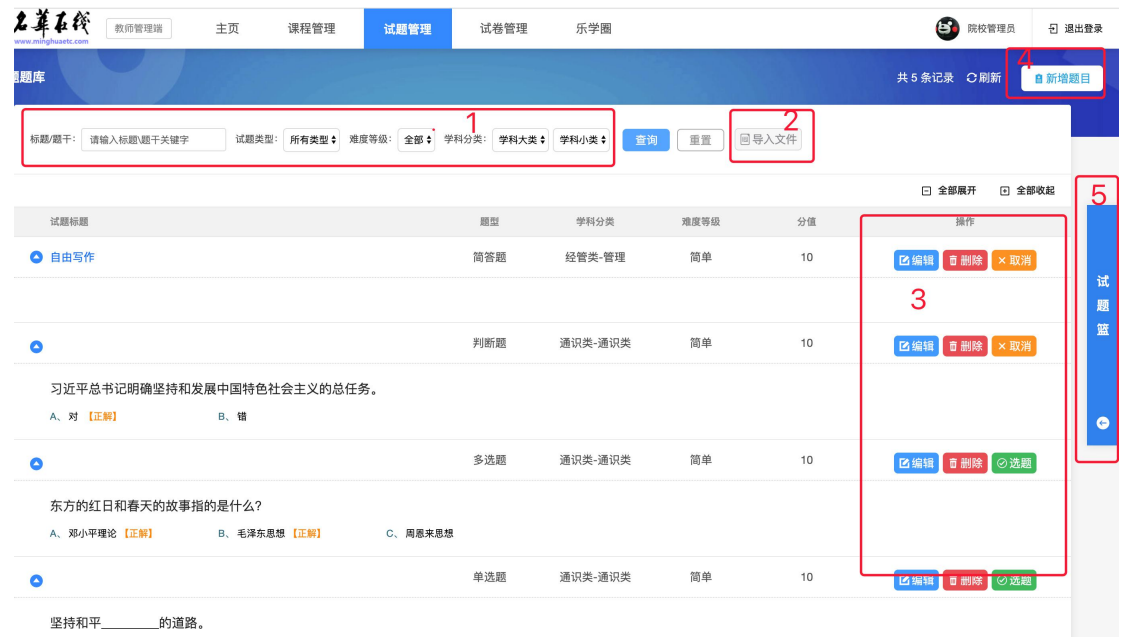 名华在线
www.minghuaetc.com
教师管理端 主页 课程管理 试题管理 试卷管理 乐学圈 院校管理员 退出登录
题库 共 5 条记录 刷新 4 新增题目
1 2
标题/题干: 请输入标题\题干关键字 试题类型: 所有类型 难度等级: 全部 学科分类: 学科大类 学科小类 查询 重置 导入文件
全部展开 全部收起 5
试题标题 题型 学科分类 难度等级 分值 操作
自由写作 简答题 经管类-管理 简单 10 编辑 删除 取消
3
试题篮
判断题 通识类-通识类 简单 10 编辑 删除 取消
习近平总书记明确坚持和发展中国特色社会主义的总任务。
A、 对 【正解】 B、 错
多选题 通识类-通识类 简单 10 编辑 删除 选题
东方的红日和春天的故事指的是什么?
A、 邓小平理论 【正解】 B、 毛泽东思想 【正解】 C、 周恩来思想
单选题 通识类-通识类 简单 10 编辑 删除 选题
坚持和平________的道路。